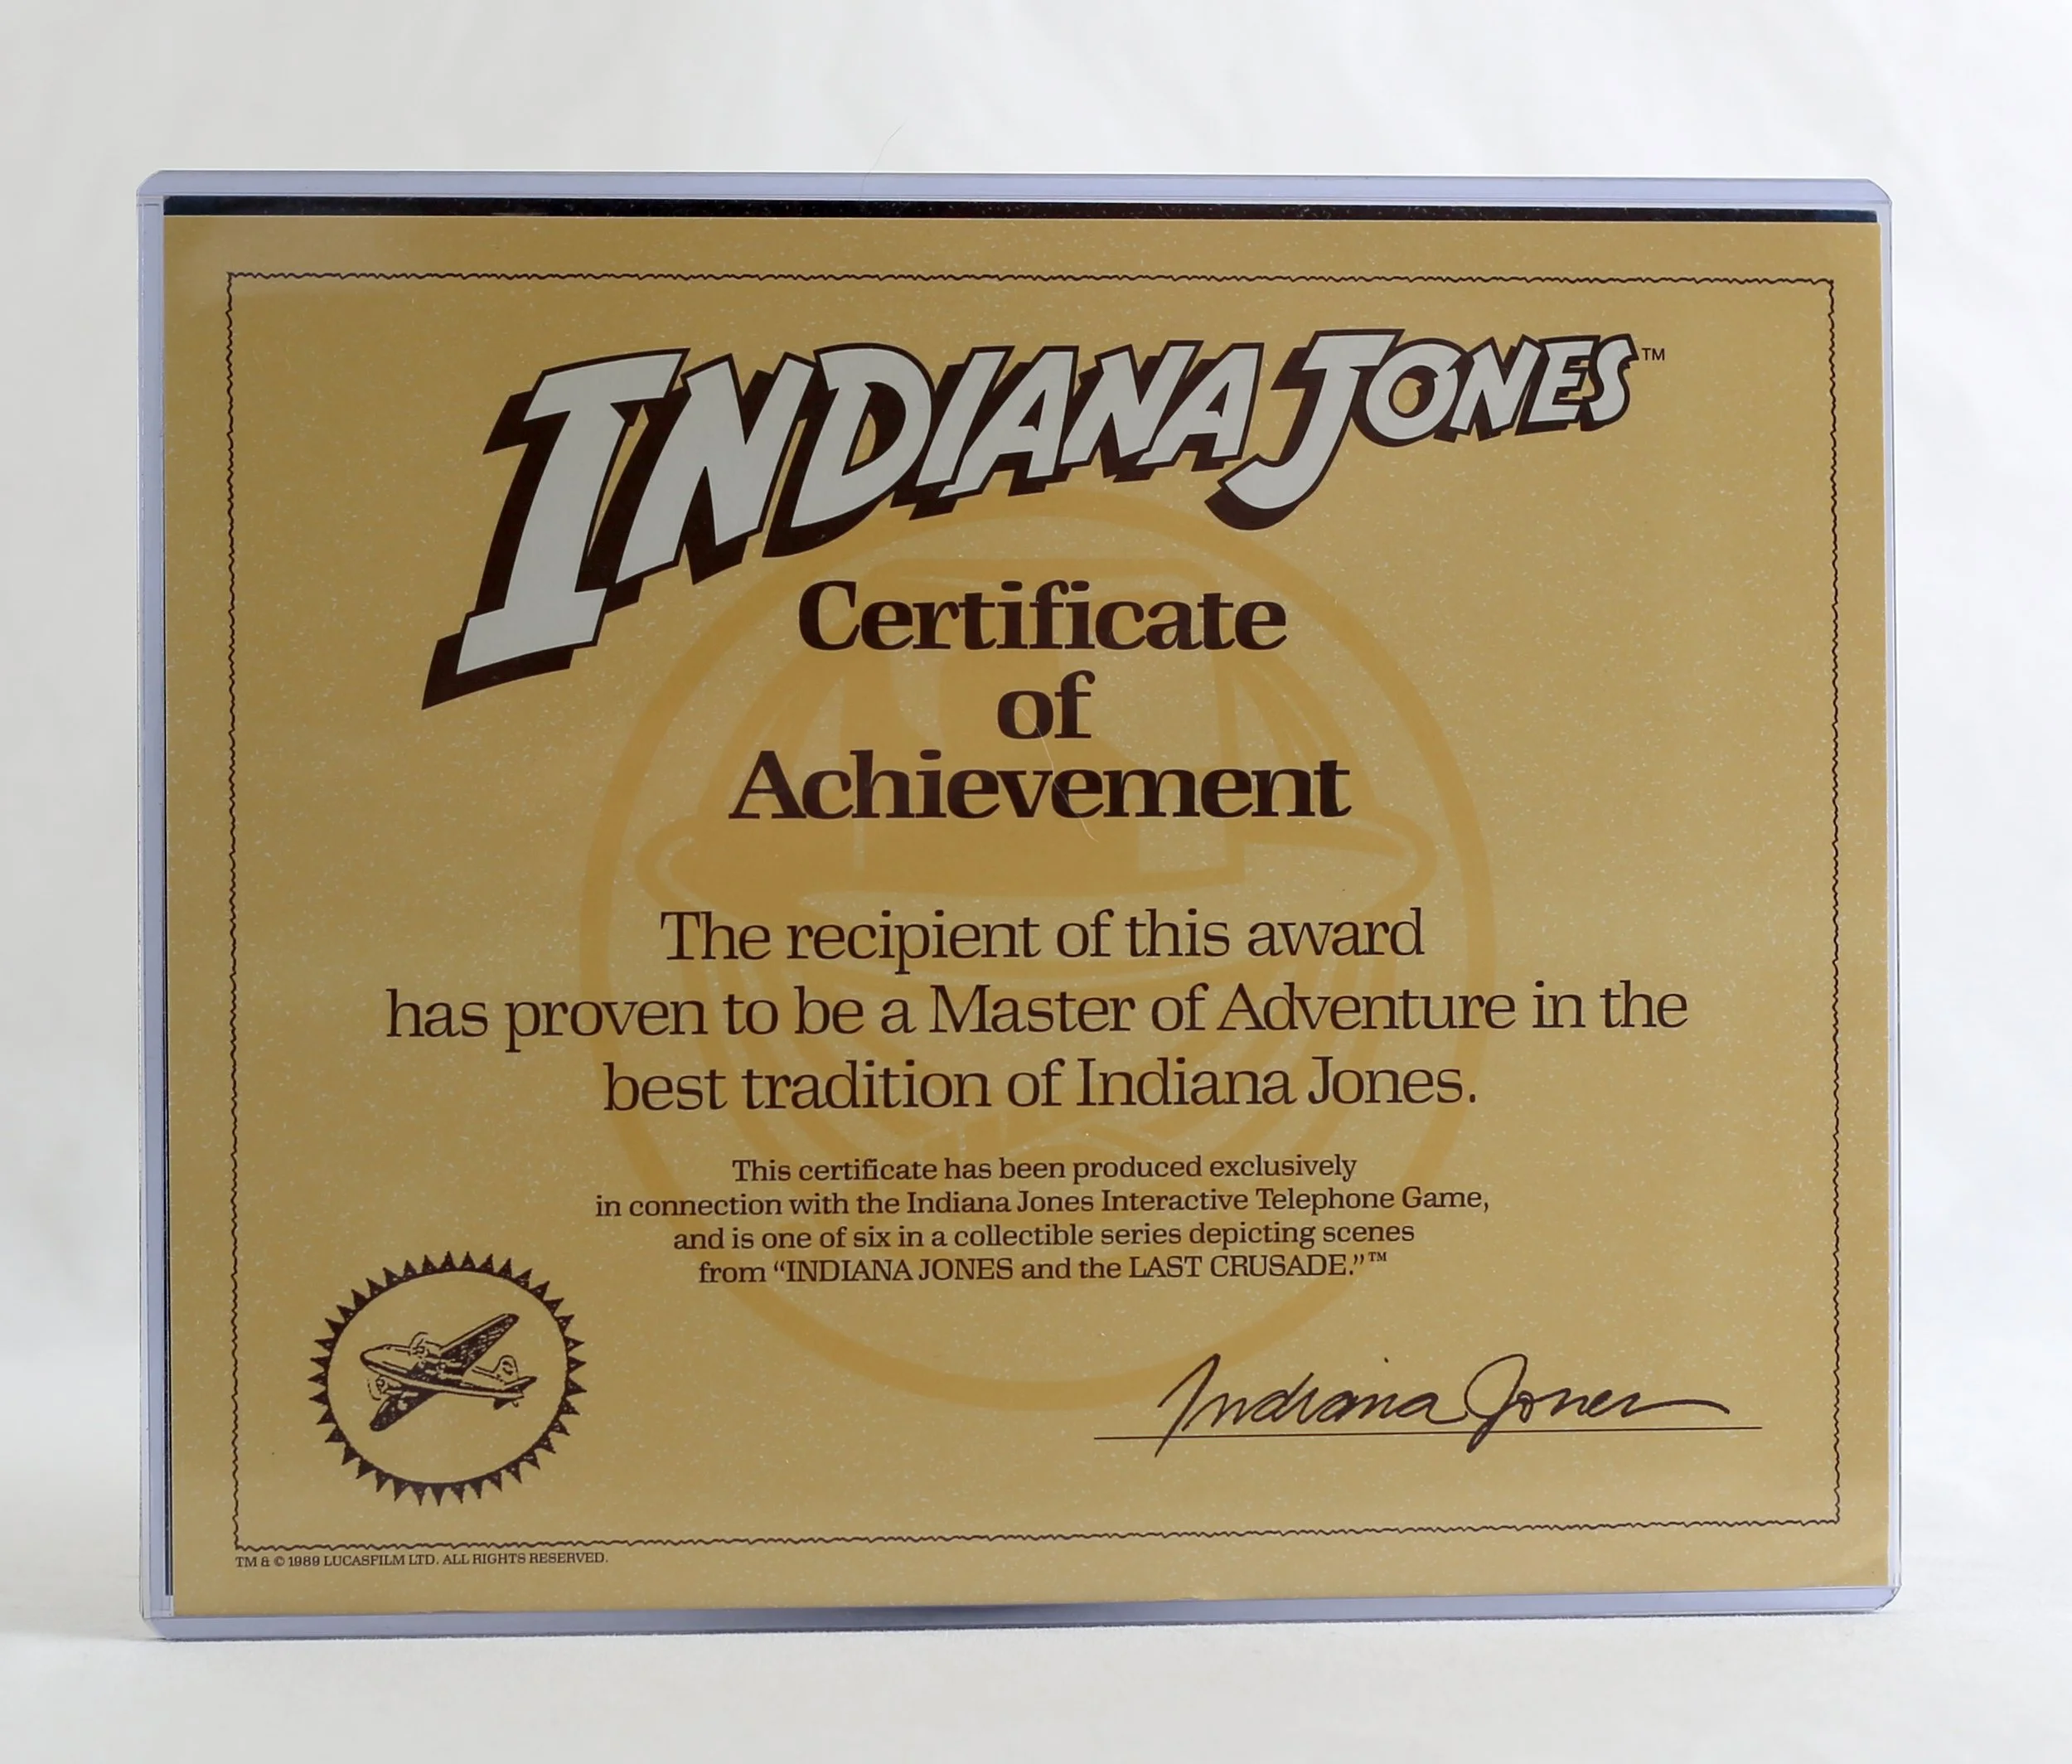 INDIANA JONES™
Certificate
of
Achievement
The recipient of this award
has proven to be a Master of Adventure in the
best tradition of Indiana Jones.
This certificate has been produced exclusively
in connection with the Indiana Jones Interactive Telephone Game,
and is one of six in a collectible series depicting scenes
from “INDIANA JONES and the LAST CRUSADE.”™
Indiana Jones
TM & © 1989 LUCASFILM LTD. ALL RIGHTS RESERVED.